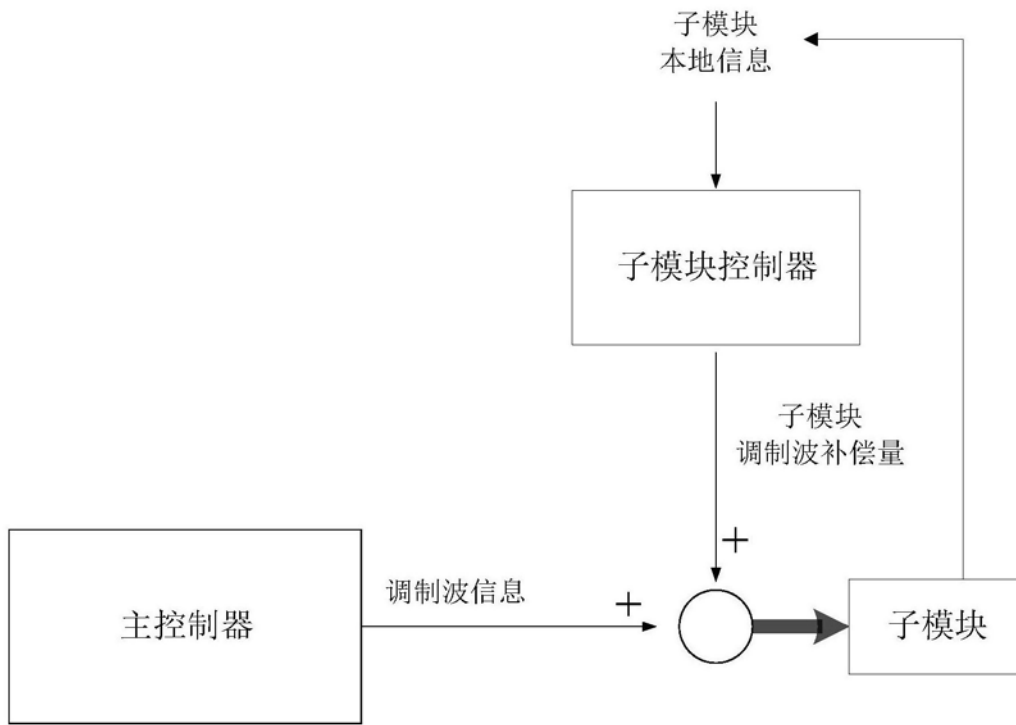 子模块
本地信息
子模块控制器
子模块
调制波补偿量
+
主控制器
调制波信息
+
子模块